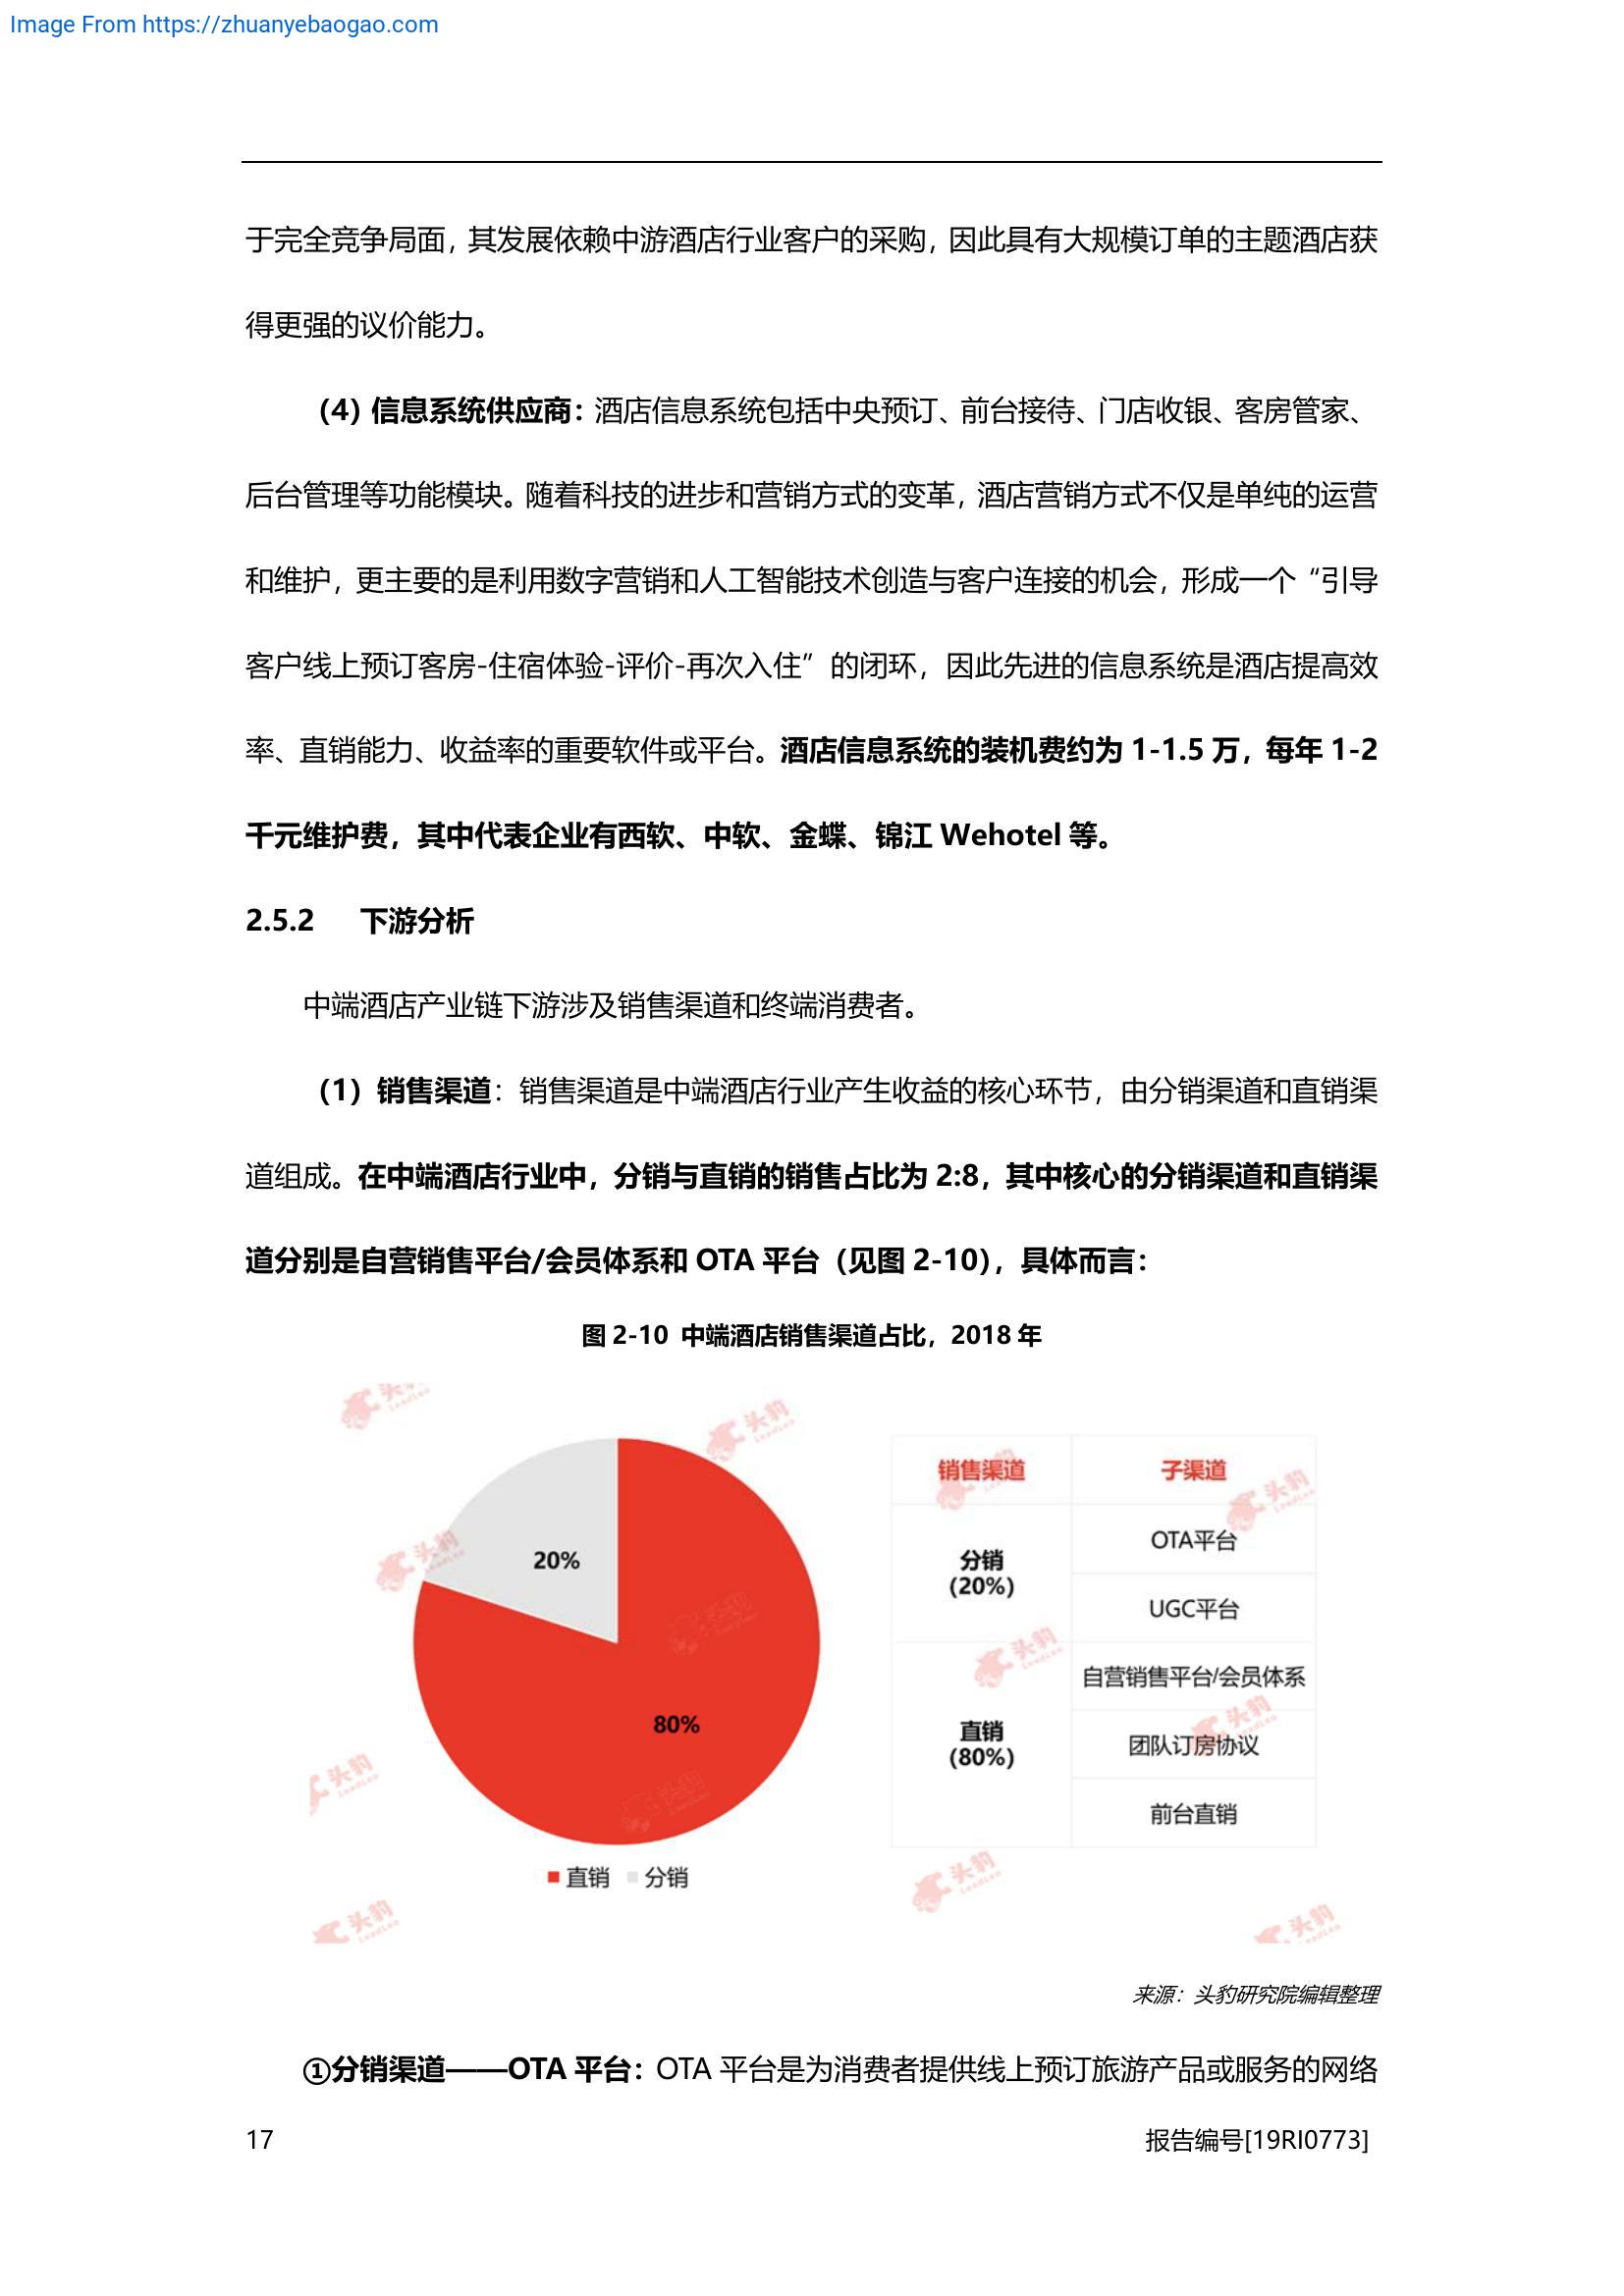 Image From https://zhuanyebaogao.com
于完全竞争局面，其发展依赖中游酒店行业客户的采购，因此具有大规模订单的主题酒店获
得更强的议价能力。
（4）信息系统供应商：酒店信息系统包括中央预订、前台接待、门店收银、客房管家、
后台管理等功能模块。随着科技的进步和营销方式的变革，酒店营销方式不仅是单纯的运营
和维护，更主要的是利用数字营销和人工智能技术创造与客户连接的机会，形成一个“引导
客户线上预订客房-住宿体验-评价-再次入住”的闭环，因此先进的信息系统是酒店提高效
率、直销能力、收益率的重要软件或平台。酒店信息系统的装机费约为 1-1.5 万，每年 1-2
千元维护费，其中代表企业有西软、中软、金蝶、锦江 Wehotel 等。
2.5.2 下游分析
中端酒店产业链下游涉及销售渠道和终端消费者。
（1）销售渠道：销售渠道是中端酒店行业产生收益的核心环节，由分销渠道和直销渠
道组成。在中端酒店行业中，分销与直销的销售占比为 2:8，其中核心的分销渠道和直销渠
道分别是自营销售平台/会员体系和 OTA 平台（见图 2-10），具体而言：
图 2-10 中端酒店销售渠道占比，2018 年
20%
80%
直销 分销
销售渠道 子渠道
分销
（20%）
OTA平台
UGC平台
直销
（80%）
自营销售平台/会员体系
团队订房协议
前台直销
头豹
LeadLeo
来源：头豹研究院编辑整理
①分销渠道——OTA 平台：OTA 平台是为消费者提供线上预订旅游产品或服务的网络
17 报告编号[19RI0773]